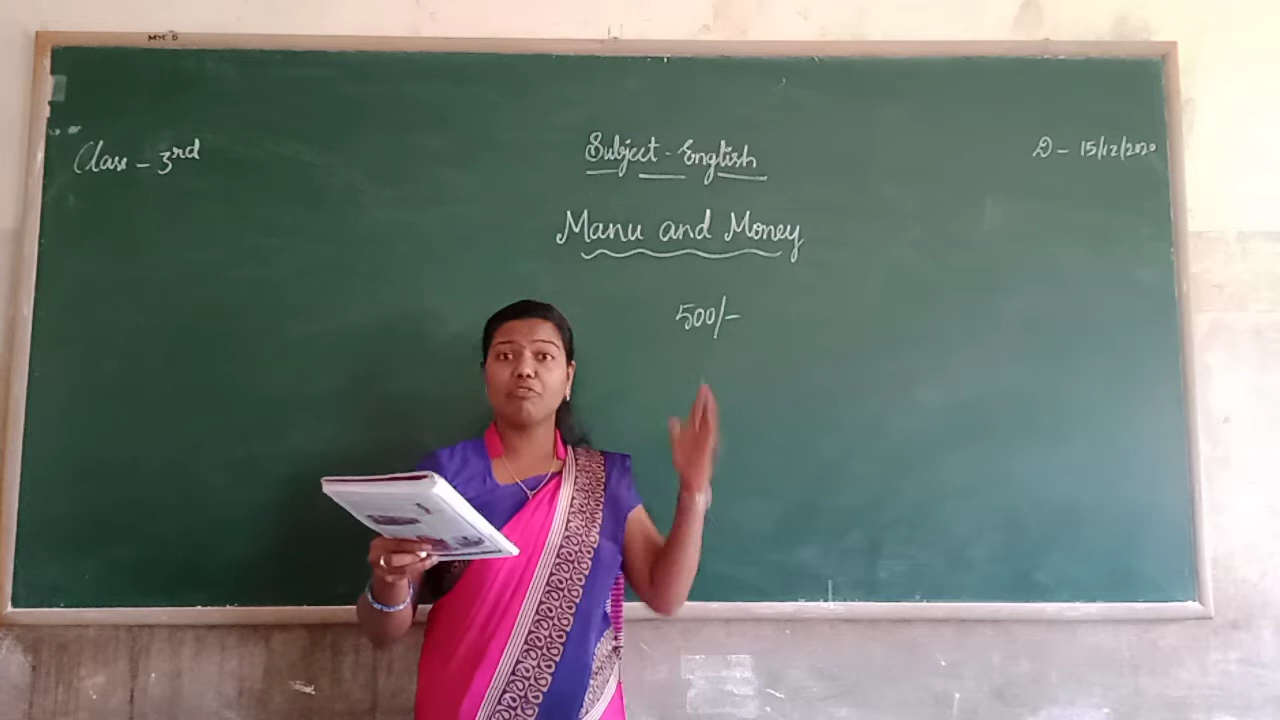 Class - 3rd
Subject - English
D - 15/12/2020
Manu and Money
500/-